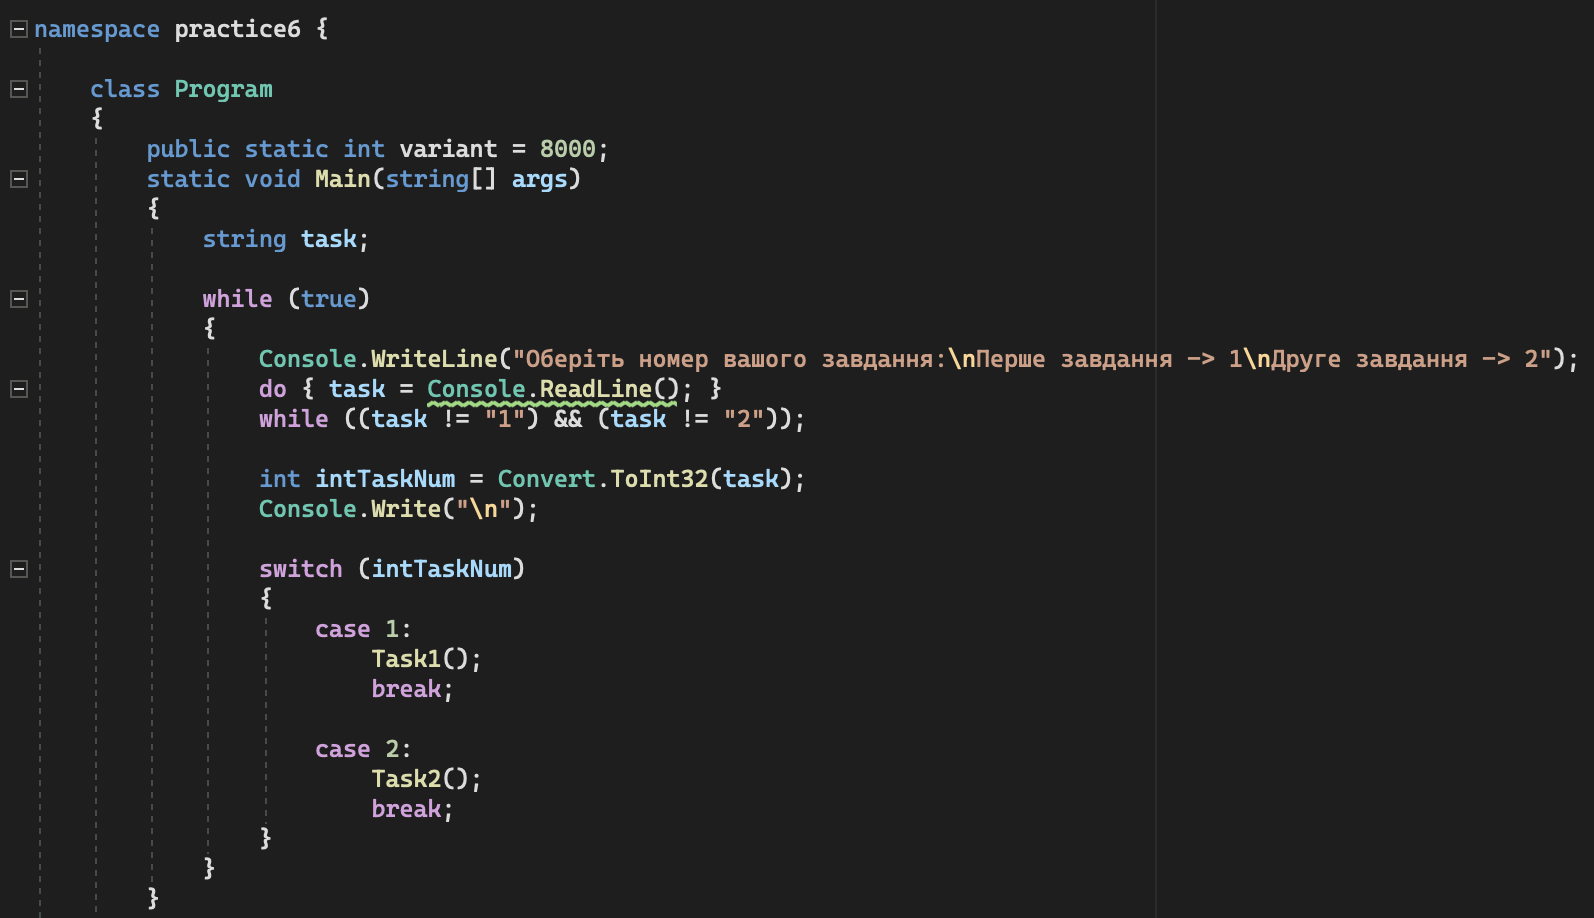 namespace practice6 {
class Program
{
public static int variant = 8000;
static void Main(string[] args)
{
string task;
while (true)
{
Console.WriteLine("Оберіть номер вашого завдання:\nПерше завдання -> 1\nДруге завдання -> 2");
do { task = Console.ReadLine(); }
while ((task != "1") && (task != "2"));
int intTaskNum = Convert.ToInt32(task);
Console.Write("\n");
switch (intTaskNum)
{
case 1:
Task1();
break;
case 2:
Task2();
break;
}
}
}